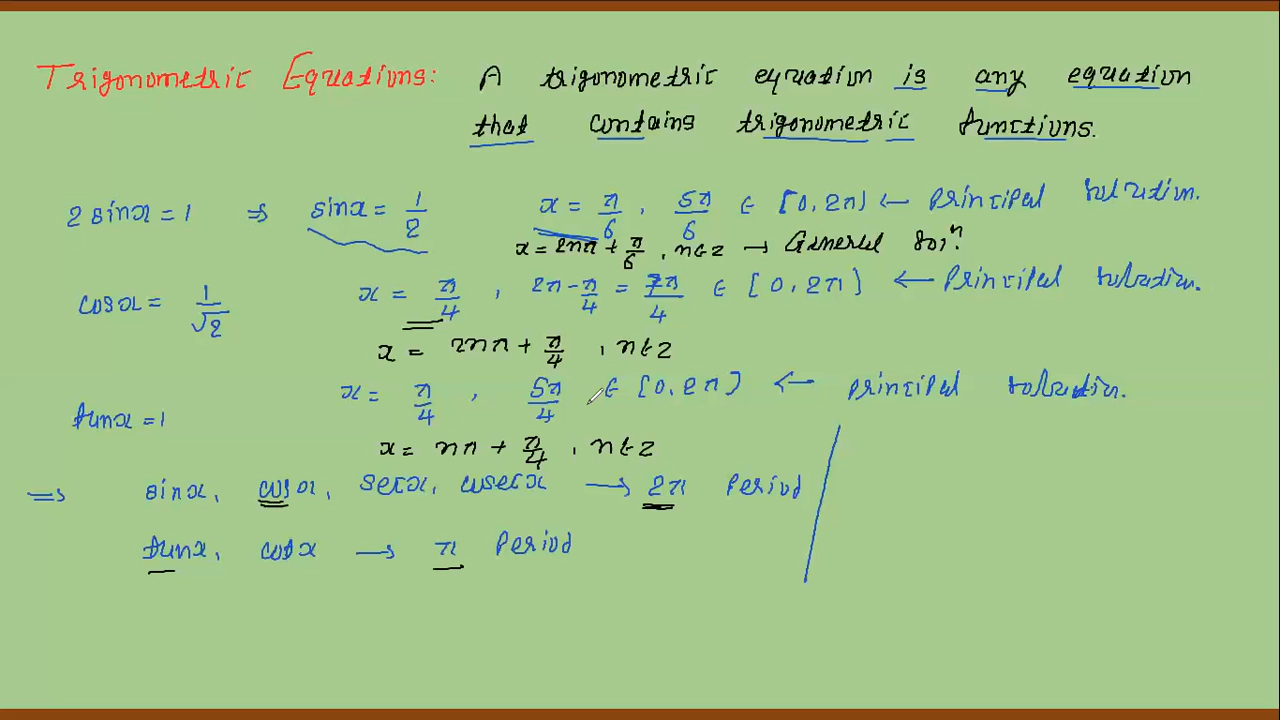 Trigonometric Equations: A trigonometric equation is any equation
that contains trigonometric functions.
2 sinx = 1 ⇒ sinx = 1/2 x = π/6, 5π/6 ∈ [0, 2π) ← Principal solution.
x = 2nπ + π/6, n∈Z → General Solⁿ.
cosx = 1/√2 x = π/4, 2π - π/4 = 7π/4 ∈ [0, 2π) ← Principal solution.
x = 2nπ + π/4, n∈Z
x = π/4, 5π/4 ∈ [0, 2π) ← Principal solution.
tanx = 1
x = nπ + π/4, n∈Z
⇒ sinx, cosx, secx, cosecx → 2π Period
tanx, cotx → π Period